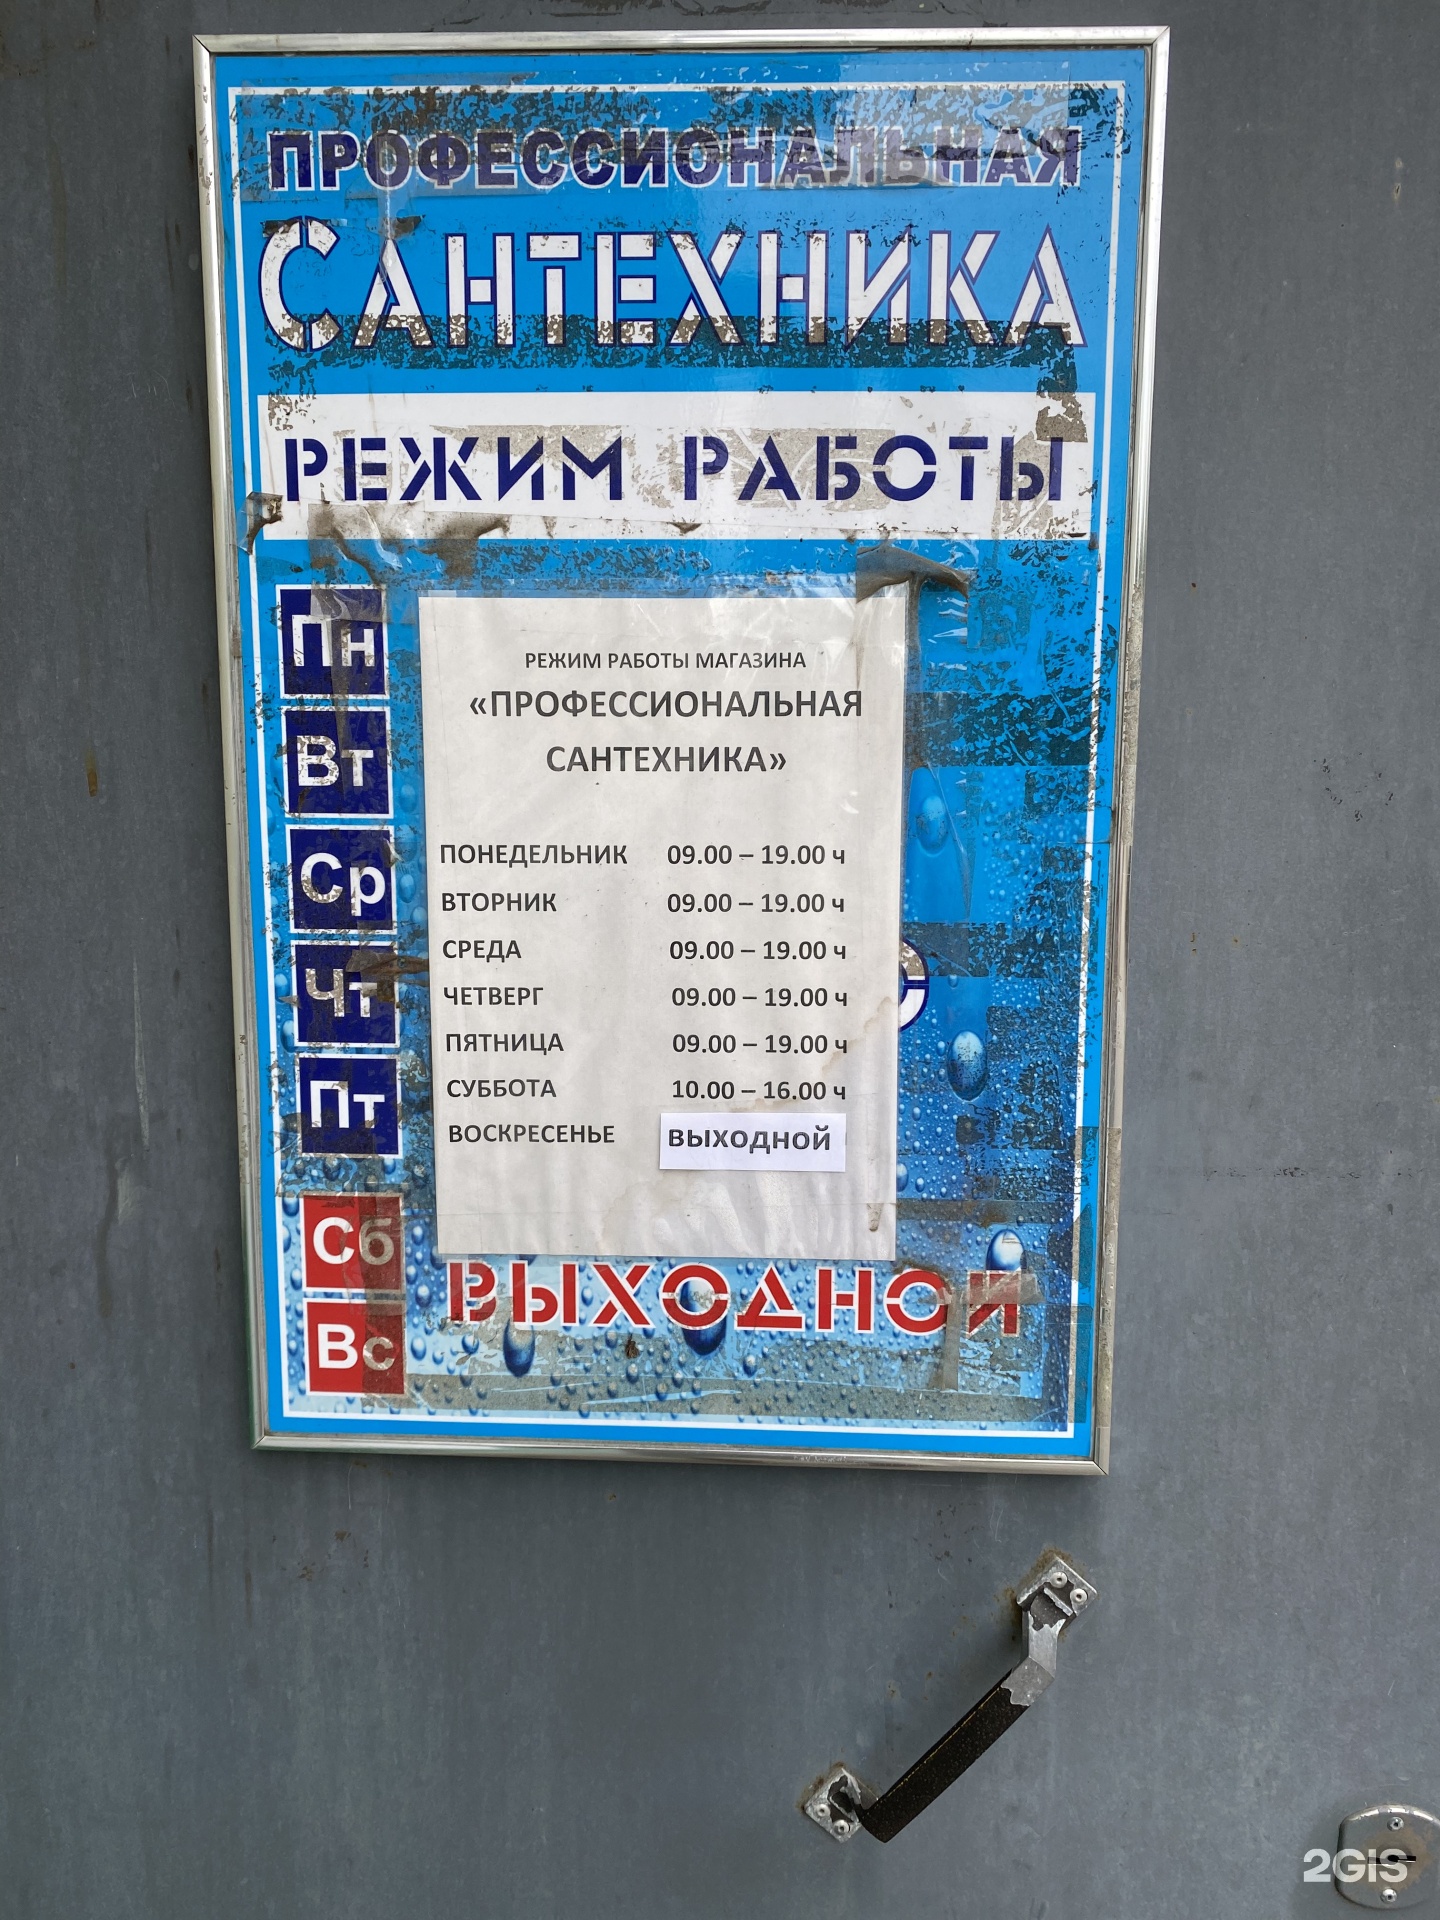 ПРОФЕССИОНАЛЬНАЯ
САНТЕХНИКА
РЕЖИМ РАБОТЫ
Пн
Вт
Ср
Чт
Пт
РЕЖИМ РАБОТЫ МАГАЗИНА
«ПРОФЕССИОНАЛЬНАЯ
САНТЕХНИКА»
ПОНЕДЕЛЬНИК 09.00 – 19.00 ч
ВТОРНИК 09.00 – 19.00 ч
СРЕДА 09.00 – 19.00 ч
ЧЕТВЕРГ 09.00 – 19.00 ч
ПЯТНИЦА 09.00 – 19.00 ч
СУББОТА 10.00 – 16.00 ч
ВОСКРЕСЕНЬЕ ВЫХОДНОЙ
Сб
Вс
ВЫХОДНОЙ
2GIS